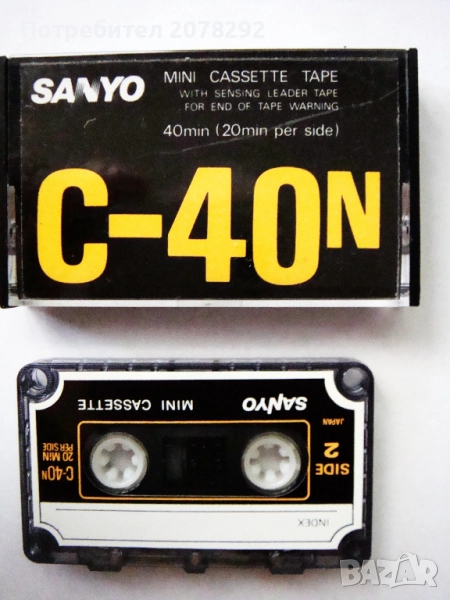 Потребител 2078292
SANYO
MINI CASSETTE TAPE
WITH SENSING LEADER TAPE
FOR END OF TAPE WARNING
40min (20min per side)
C-40N
INDEX
SIDE
2
JAPAN
C-40N
20 MIN
PER SIDE
SANYO
MINI CASSETTE
BAZAR